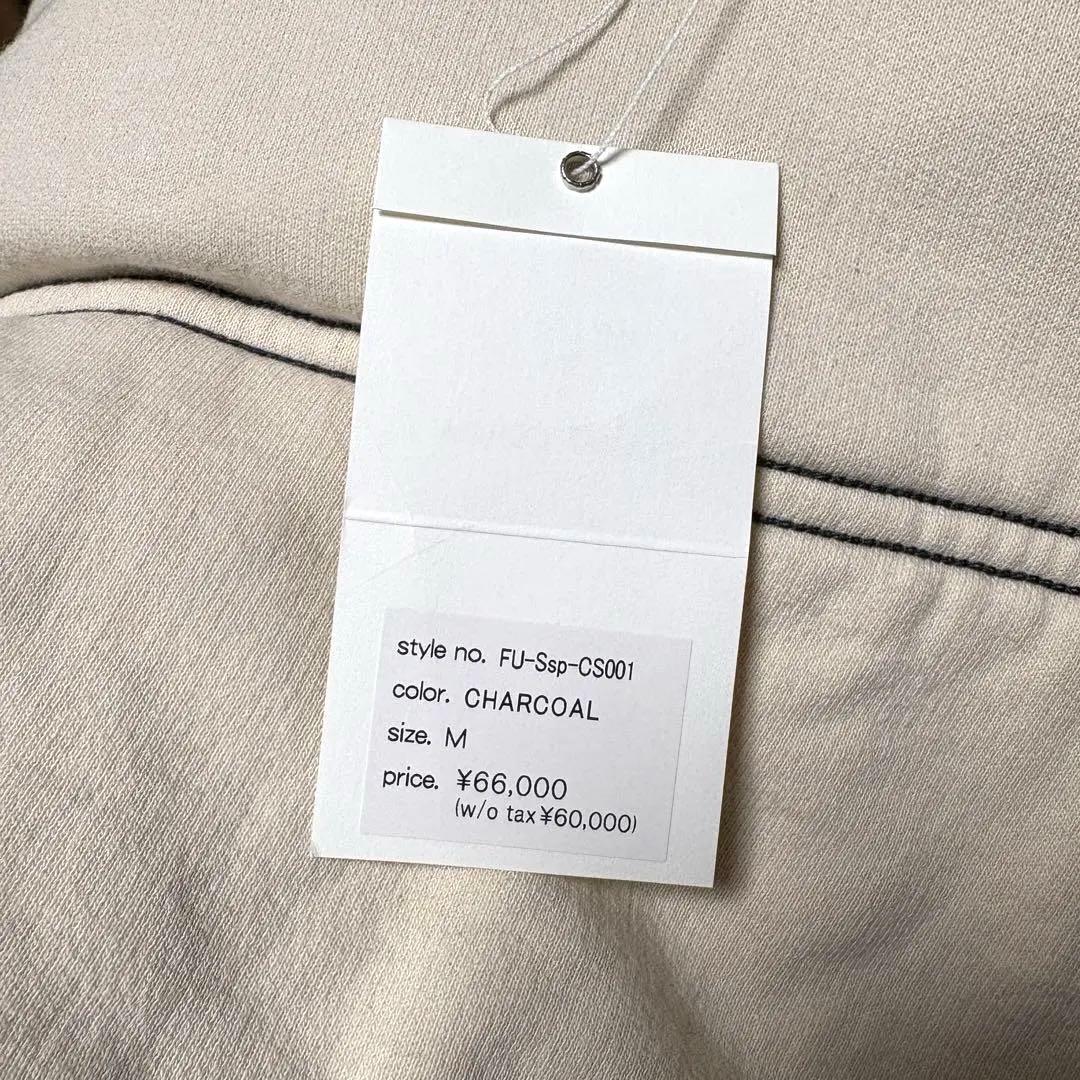 style no. FU-Ssp-CS001
color. CHARCOAL
size. M
price. ¥66,000
(w/o tax¥60,000)